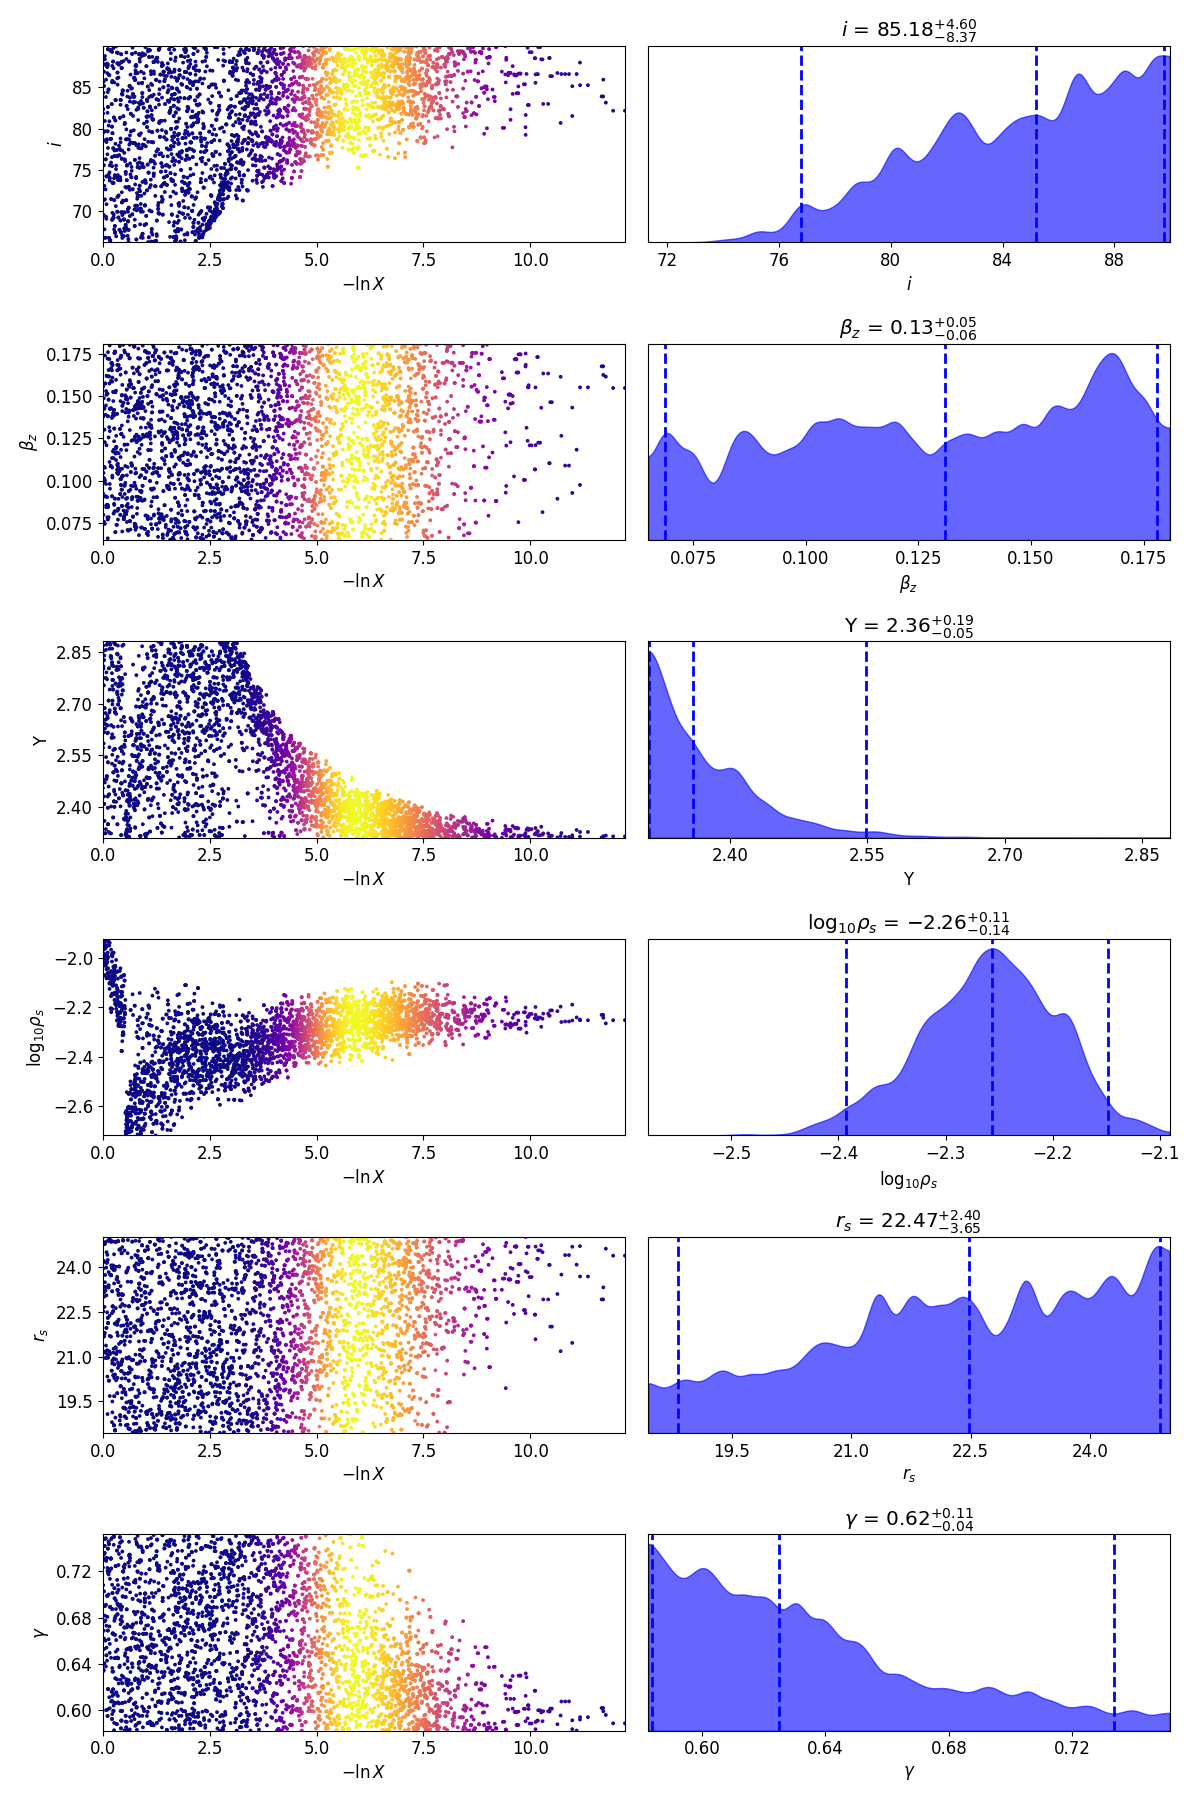 i = 85.18+4.60−8.37
85
80
75
70
i
0.0 2.5 5.0 7.5 10.0
−ln X
72 76 80 84 88
i
βz = 0.13+0.05−0.06
0.175
0.150
0.125
0.100
0.075
βz
0.0 2.5 5.0 7.5 10.0
−ln X
0.075 0.100 0.125 0.150 0.175
βz
Y = 2.36+0.19−0.05
2.85
2.70
2.55
2.40
Y
0.0 2.5 5.0 7.5 10.0
−ln X
2.40 2.55 2.70 2.85
Y
log10ρs = −2.26+0.11−0.14
−2.0
−2.2
−2.4
−2.6
log10ρs
0.0 2.5 5.0 7.5 10.0
−ln X
−2.5 −2.4 −2.3 −2.2 −2.1
log10ρs
rs = 22.47+2.40−3.65
24.0
22.5
21.0
19.5
rs
0.0 2.5 5.0 7.5 10.0
−ln X
19.5 21.0 22.5 24.0
rs
γ = 0.62+0.11−0.04
0.72
0.68
0.64
0.60
γ
0.0 2.5 5.0 7.5 10.0
−ln X
0.60 0.64 0.68 0.72
γ